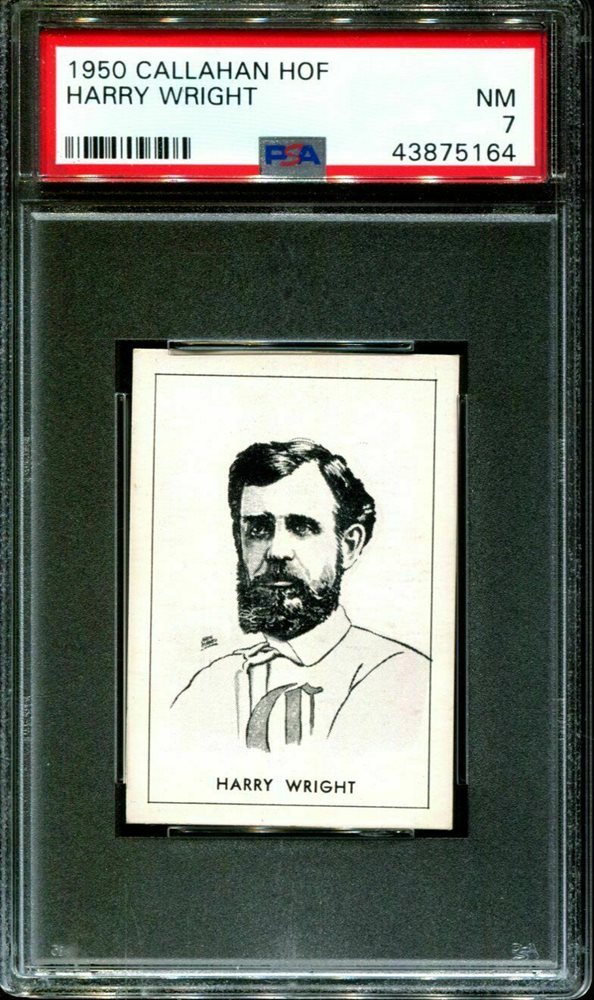 1950 CALLAHAN HOF
HARRY WRIGHT
NM
7
PSA
43875164
C
HARRY WRIGHT